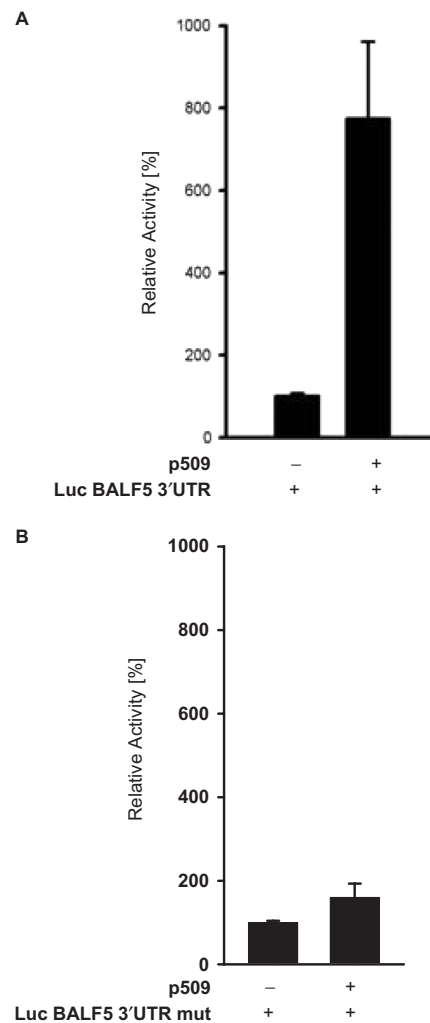 A
1000
800
600
400
200
0
Relative Activity [%]
p509 – +
Luc BALF5 3′UTR + +
B
1000
800
600
400
200
0
Relative Activity [%]
p509 – +
Luc BALF5 3′UTR mut + +